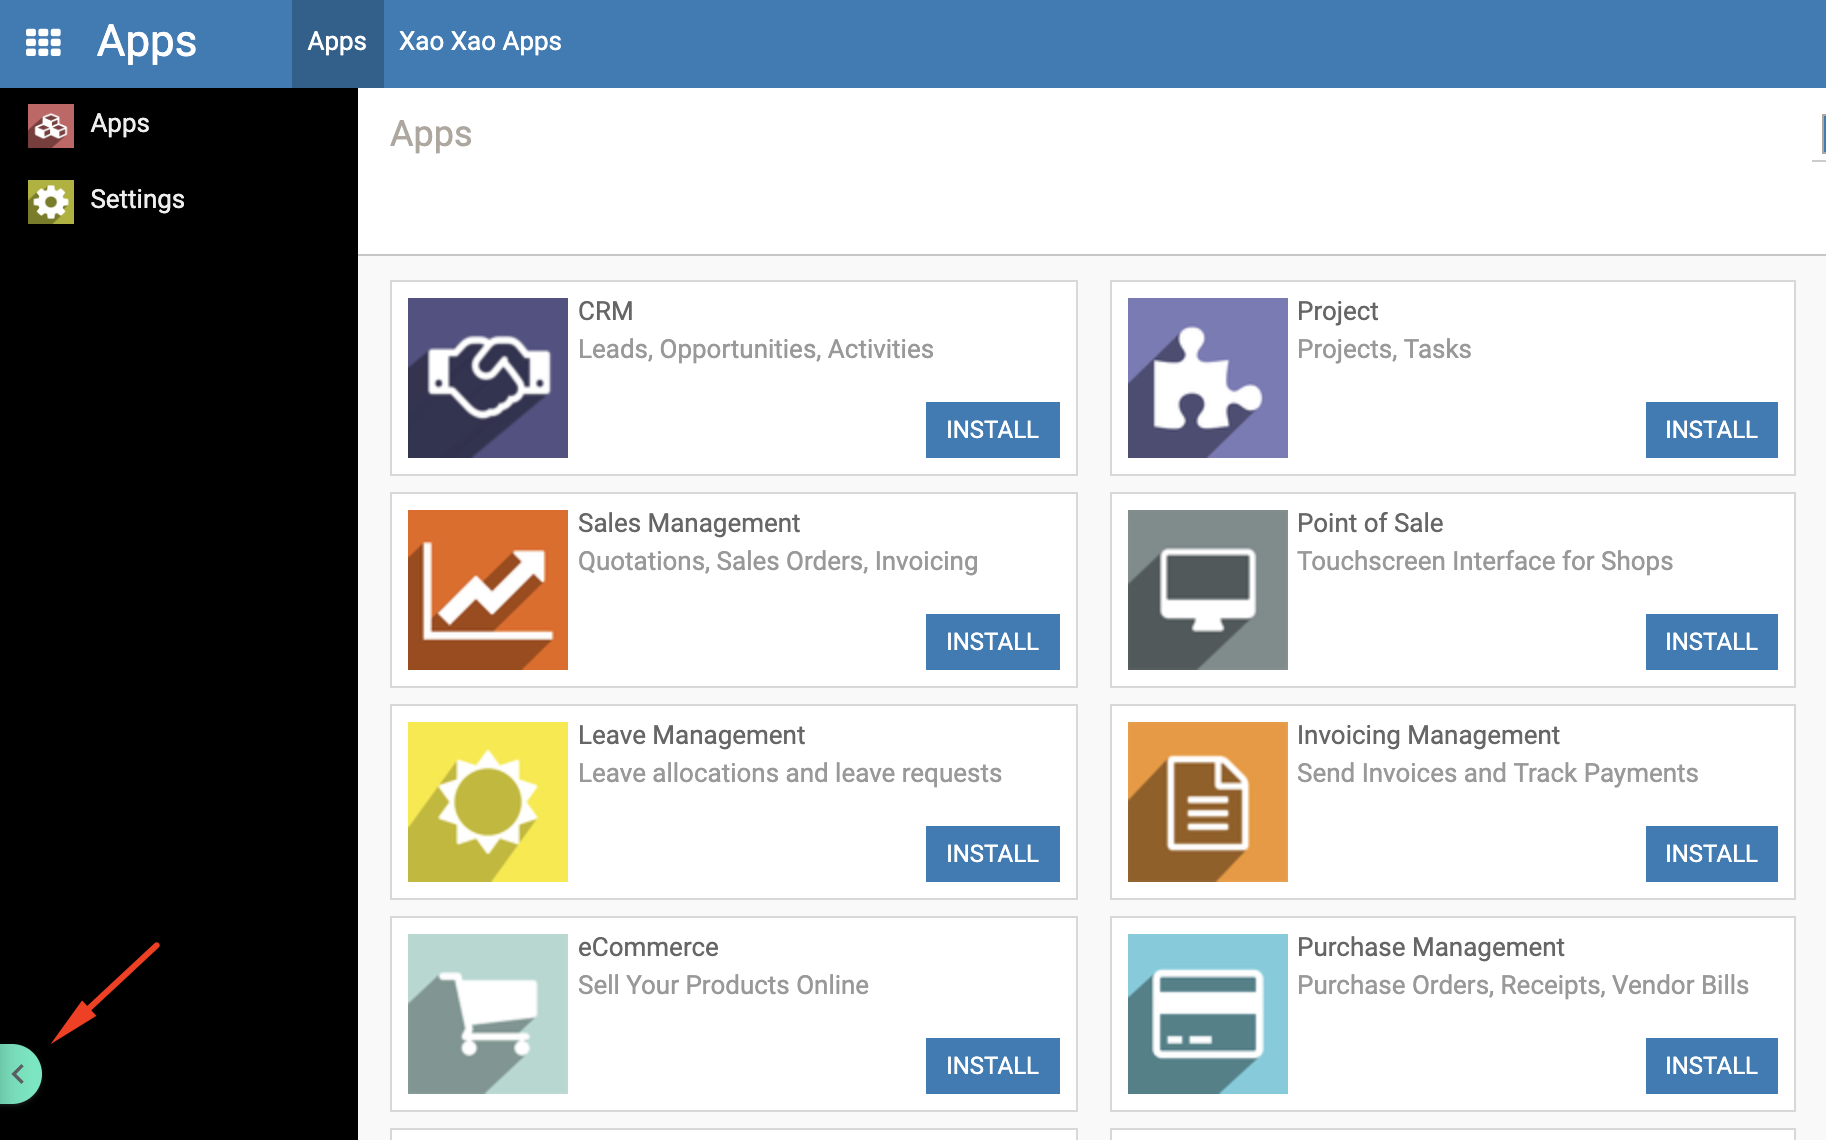 Apps
Apps
Xao Xao Apps
Apps
Settings
Apps
CRM
Leads, Opportunities, Activities
INSTALL
Project
Projects, Tasks
INSTALL
Sales Management
Quotations, Sales Orders, Invoicing
INSTALL
Point of Sale
Touchscreen Interface for Shops
INSTALL
Leave Management
Leave allocations and leave requests
INSTALL
Invoicing Management
Send Invoices and Track Payments
INSTALL
eCommerce
Sell Your Products Online
INSTALL
Purchase Management
Purchase Orders, Receipts, Vendor Bills
INSTALL